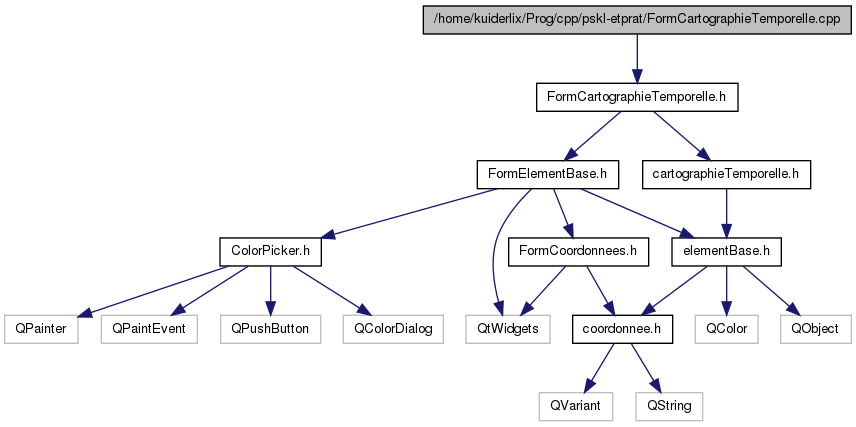 /home/kuiderlix/Prog/cpp/pskl-etprat/FormCartographieTemporelle.cpp
FormCartographieTemporelle.h
FormElementBase.h
cartographieTemporelle.h
ColorPicker.h
FormCoordonnees.h
elementBase.h
QPainter
QPaintEvent
QPushButton
QColorDialog
QtWidgets
coordonnee.h
QColor
QObject
QVariant
QString